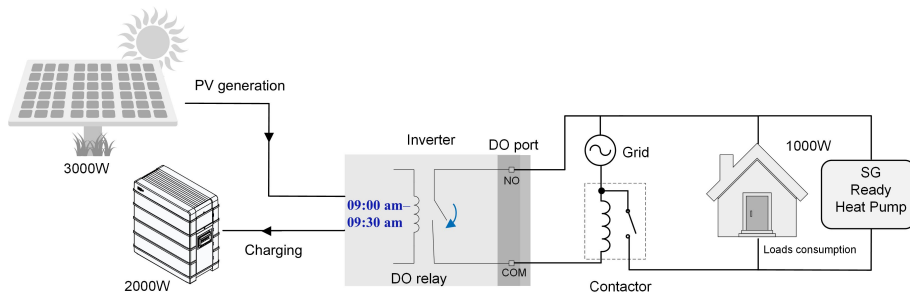 PV generation
3000W
2000W
Charging
Inverter
DO port
NO
09:00 am–
09:30 am
DO relay
COM
Grid
Contactor
1000W
Loads consumption
SG
Ready
Heat Pump